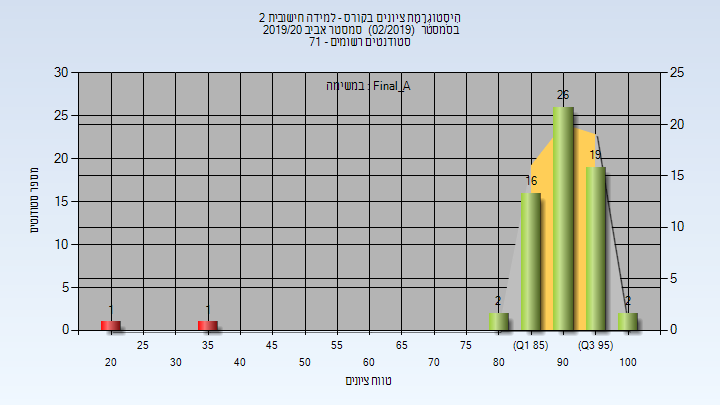 היסטוגרמת ציונים בקורס - למידה חישובית 2
בסמסטר (02/2019) סמסטר אביב 2019/20
סטודנטים רשומים - 71
במשימה : Final_A
מספר סטודנטים
30
25
20
15
10
5
0
25
20
15
10
5
0
1
1
2
16
26
19
2
25 35 45 55 65 75 (Q1 85) (Q3 95)
20 30 40 50 60 70 80 90 100
טווח ציונים